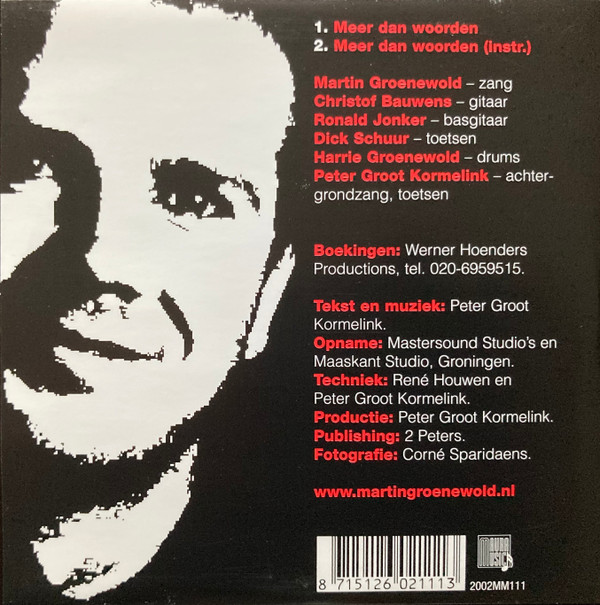 1. Meer dan woorden
2. Meer dan woorden (instr.)
Martin Groenewold – zang
Christof Bauwens – gitaar
Ronald Jonker – basgitaar
Dick Schuur – toetsen
Harrie Groenewold – drums
Peter Groot Kormelink – achter-
grondzang, toetsen
Boekingen: Werner Hoenders
Productions, tel. 020-6959515.
Tekst en muziek: Peter Groot
Kormelink.
Opname: Mastersound Studio's en
Maaskant Studio, Groningen.
Techniek: René Houwen en
Peter Groot Kormelink.
Productie: Peter Groot Kormelink.
Publishing: 2 Peters.
Fotografie: Corné Sparidaens.
www.martingroenewold.nl
MAURA
MUSIC
8 715126 021113
2002MM111